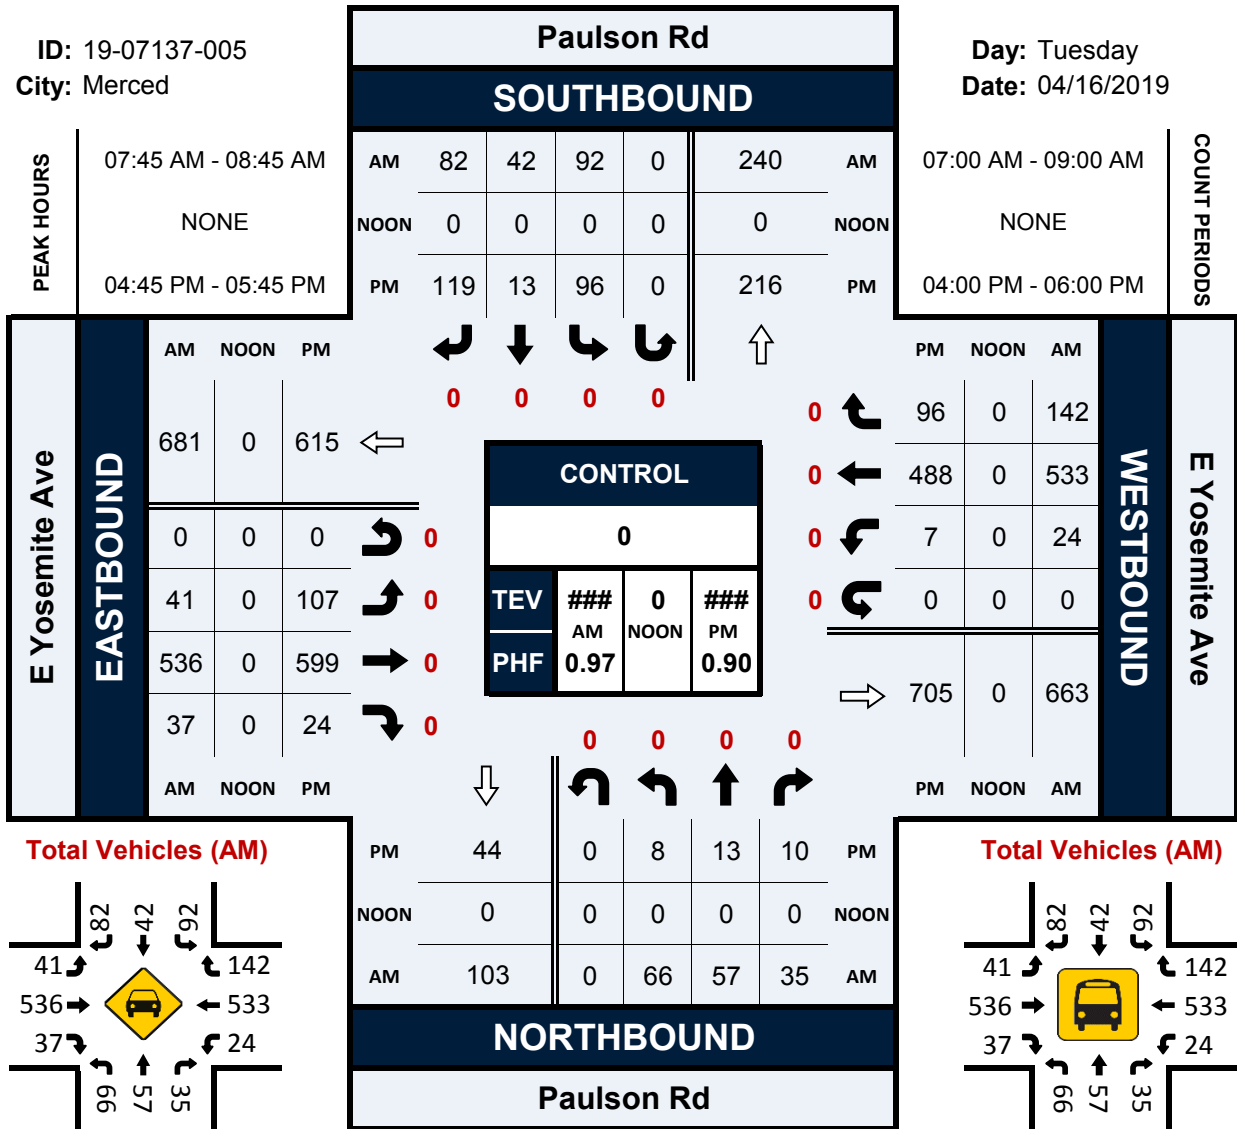 Paulson Rd
ID: 19-07137-005
Day: Tuesday
City: Merced
Date: 04/16/2019
SOUTHBOUND
PEAK HOURS
07:45 AM - 08:45 AM
NONE
04:45 PM - 05:45 PM
AM 82 42 92 0 240 AM
NOON 0 0 0 0 0 NOON
PM 119 13 96 0 216 PM
07:00 AM - 09:00 AM
NONE
04:00 PM - 06:00 PM
COUNT PERIODS
0 0 0 0
E Yosemite Ave
EASTBOUND
AM NOON PM
681 0 615
0 0 0 0
41 0 107 0
536 0 599 0
37 0 24 0
AM NOON PM
CONTROL
0
TEV ### 0 ###
AM NOON PM
PHF 0.97 0.90
PM NOON AM
0 96 0 142
0 488 0 533
0 7 0 24
0 0 0 0
705 0 663
PM NOON AM
WESTBOUND
E Yosemite Ave
0 0 0 0
PM 44 0 8 13 10 PM
NOON 0 0 0 0 0 NOON
AM 103 0 66 57 35 AM
NORTHBOUND
Paulson Rd
Total Vehicles (AM)
82 42 92
41 142
536 533
37 24
66 57 35
Total Vehicles (AM)
82 42 92
41 142
536 533
37 24
66 57 35